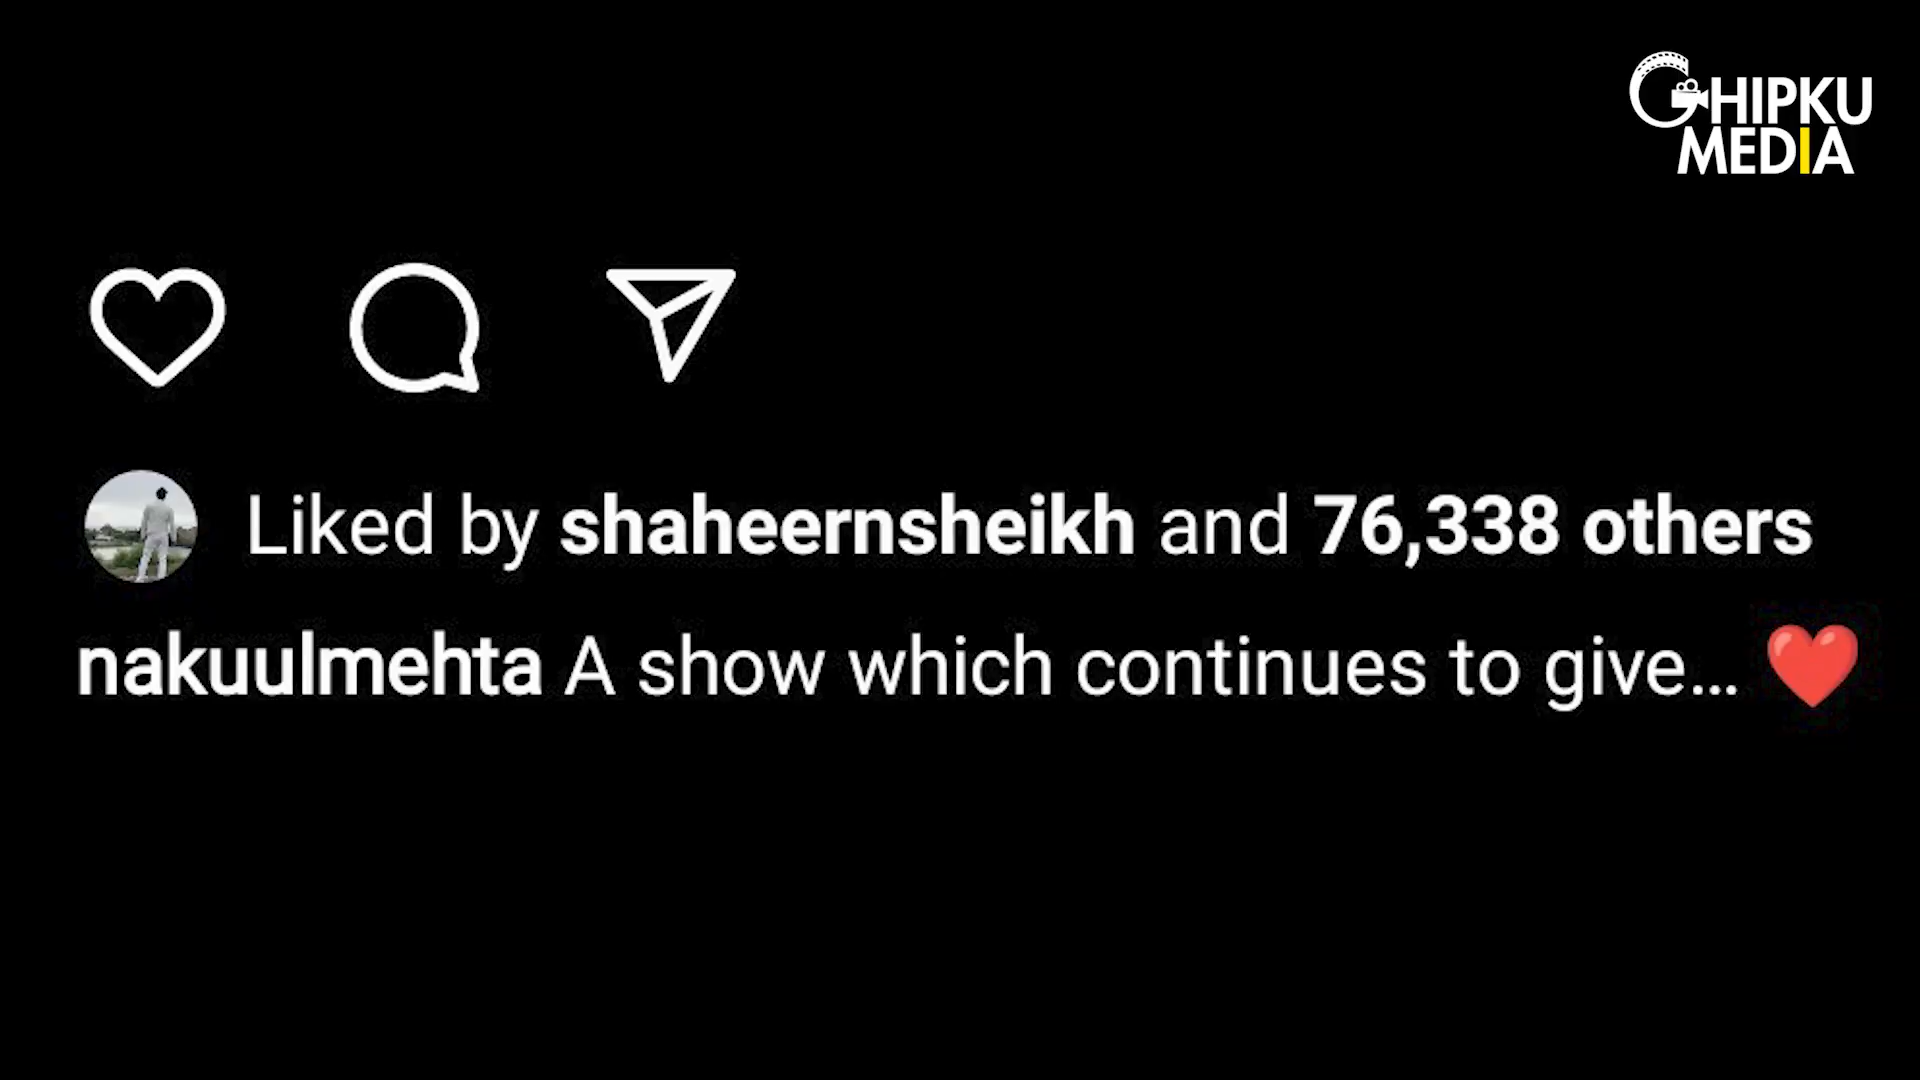 GHIPKU
MEDIA
Liked by shaheernsheikh and 76,338 others
nakuulmehta A show which continues to give... ❤️